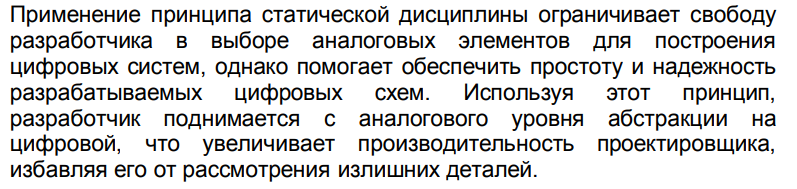 Применение принципа статической дисциплины ограничивает свободу
разработчика в выборе аналоговых элементов для построения
цифровых систем, однако помогает обеспечить простоту и надежность
разрабатываемых цифровых схем. Используя этот принцип,
разработчик поднимается с аналогового уровня абстракции на
цифровой, что увеличивает производительность проектировщика,
избавляя его от рассмотрения излишних деталей.